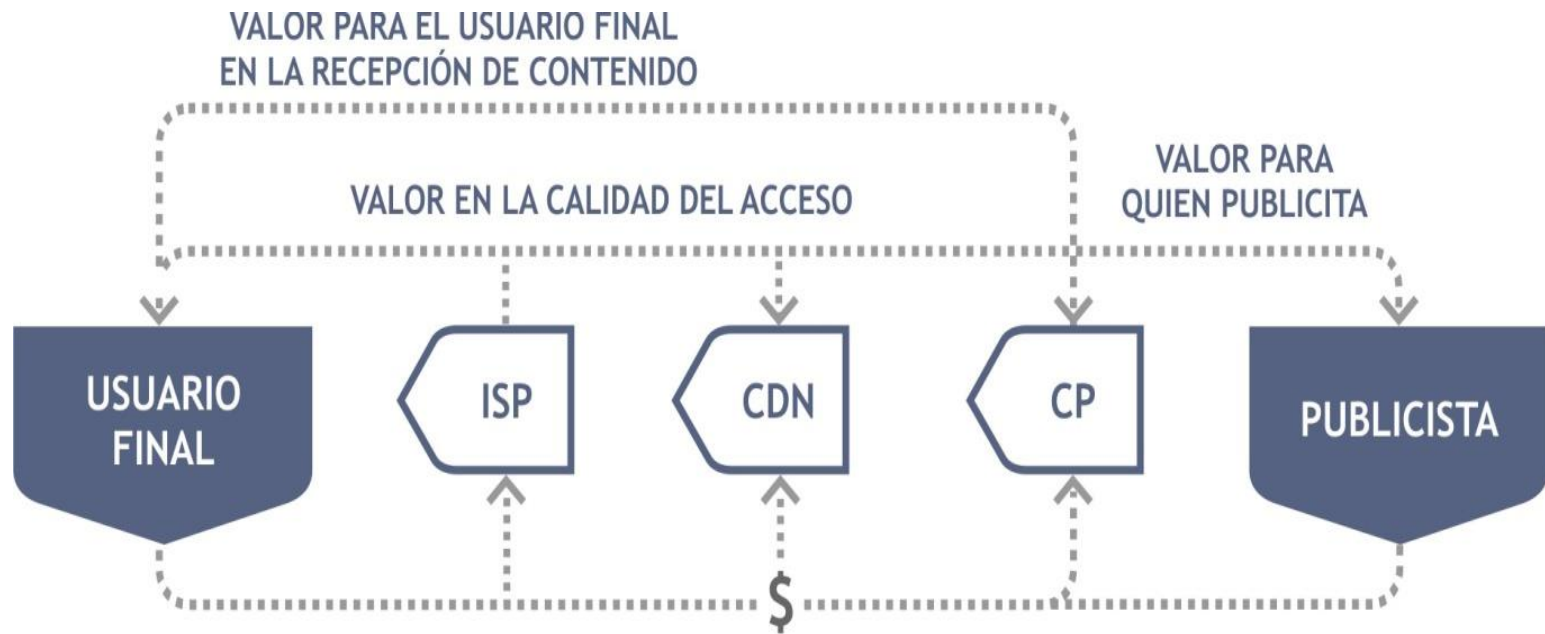 VALOR PARA EL USUARIO FINAL
EN LA RECEPCIÓN DE CONTENIDO
VALOR EN LA CALIDAD DEL ACCESO
VALOR PARA
QUIEN PUBLICITA
USUARIO
FINAL
ISP
CDN
CP
PUBLICISTA
$